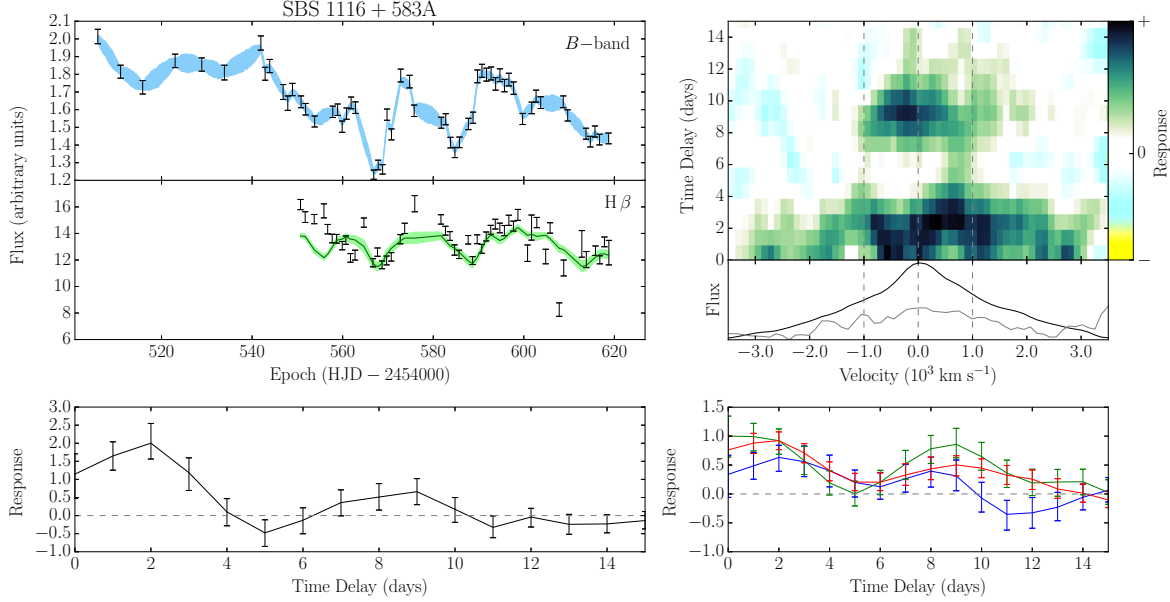 SBS 1116 + 583A
B−band
Hβ
Flux (arbitrary units)
2.1
2.0
1.9
1.8
1.7
1.6
1.5
1.4
1.3
1.2
16
14
12
10
8
6
520 540 560 580 600 620
Epoch (HJD − 2454000)
Time Delay (days)
14
12
10
8
6
4
2
0
+
0
−
Response
Flux
−3.0 −2.0 −1.0 0.0 1.0 2.0 3.0
Velocity (10³ km s⁻¹)
Response
3.0
2.5
2.0
1.5
1.0
0.5
0.0
−0.5
−1.0
0 2 4 6 8 10 12 14
Time Delay (days)
Response
1.5
1.0
0.5
0.0
−0.5
−1.0
0 2 4 6 8 10 12 14
Time Delay (days)